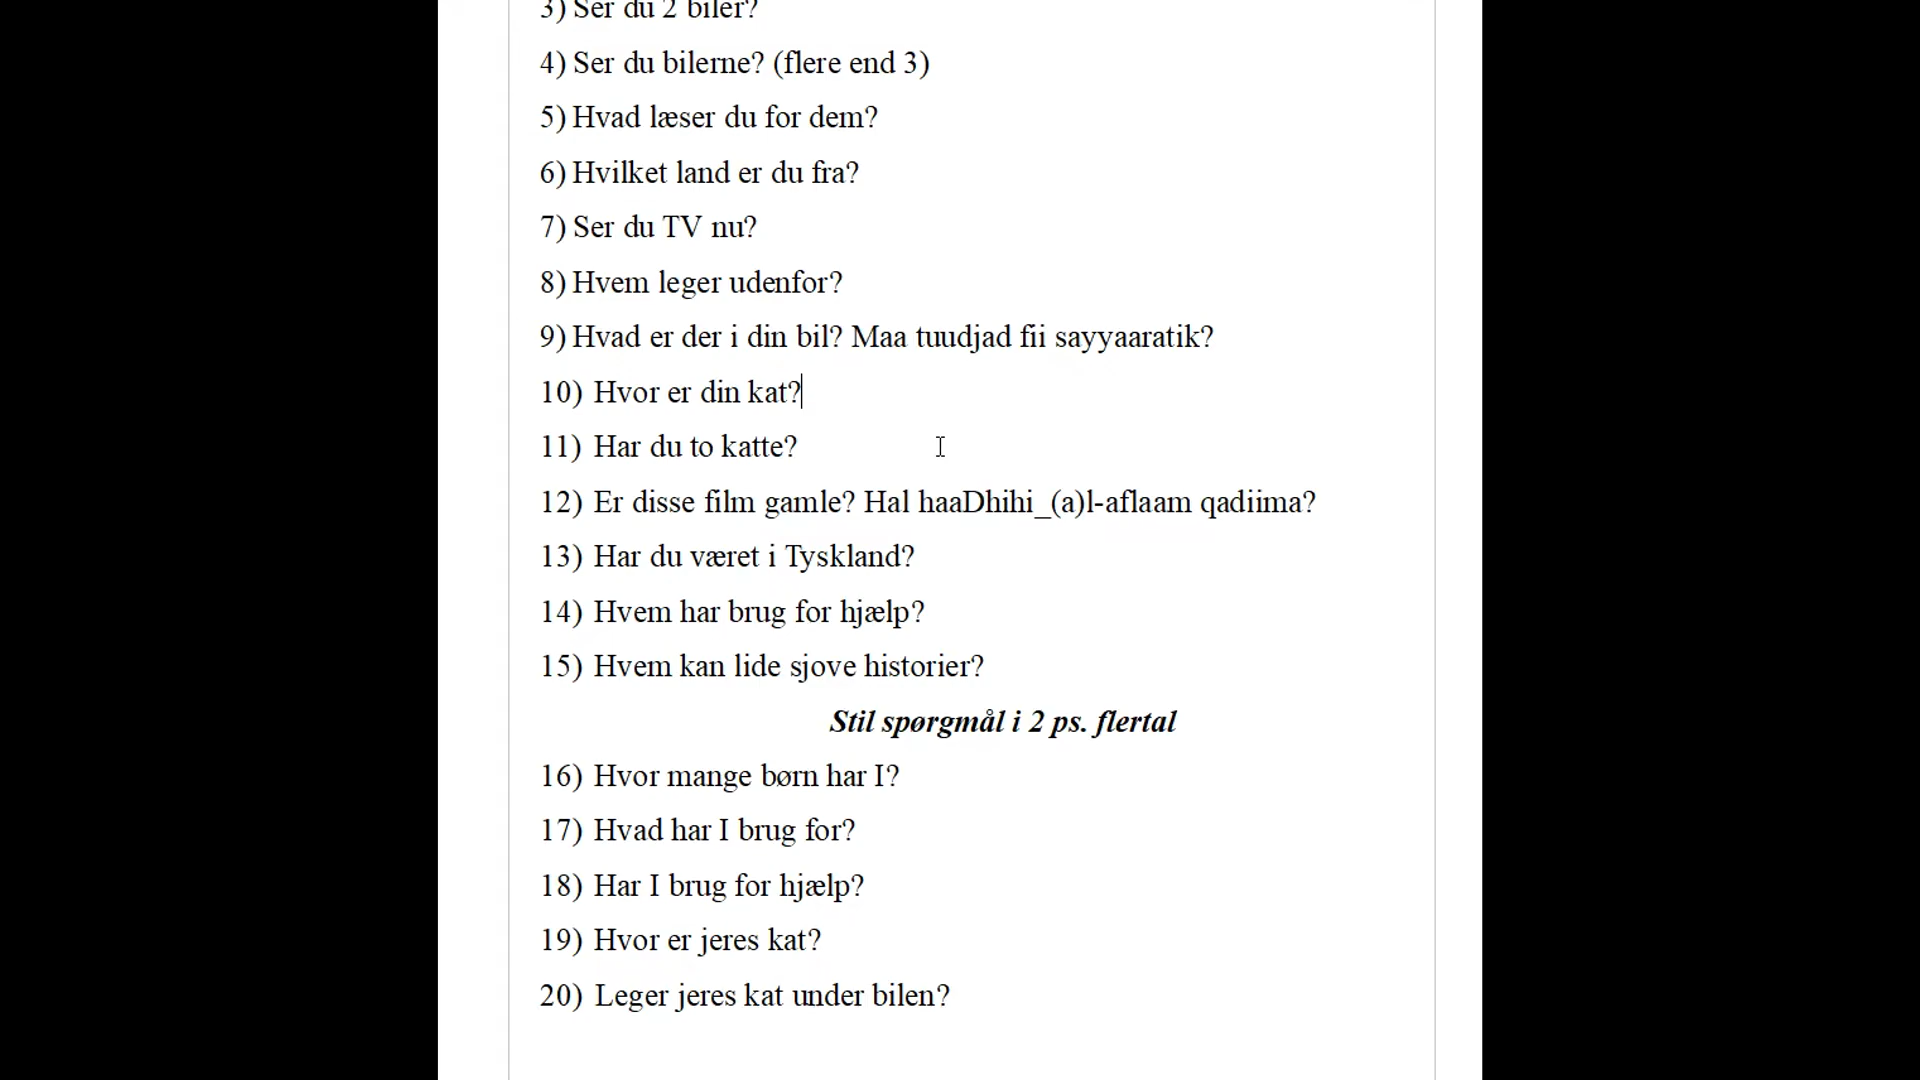 3) Ser du 2 biler?
4) Ser du bilerne? (flere end 3)
5) Hvad læser du for dem?
6) Hvilket land er du fra?
7) Ser du TV nu?
8) Hvem leger udenfor?
9) Hvad er der i din bil? Maa tuudjad fii sayyaaratik?
10) Hvor er din kat?
11) Har du to katte?
12) Er disse film gamle? Hal haaDhihi_(a)l-aflaam qadiima?
13) Har du været i Tyskland?
14) Hvem har brug for hjælp?
15) Hvem kan lide sjove historier?
Stil spørgmål i 2 ps. flertal
16) Hvor mange børn har I?
17) Hvad har I brug for?
18) Har I brug for hjælp?
19) Hvor er jeres kat?
20) Leger jeres kat under bilen?